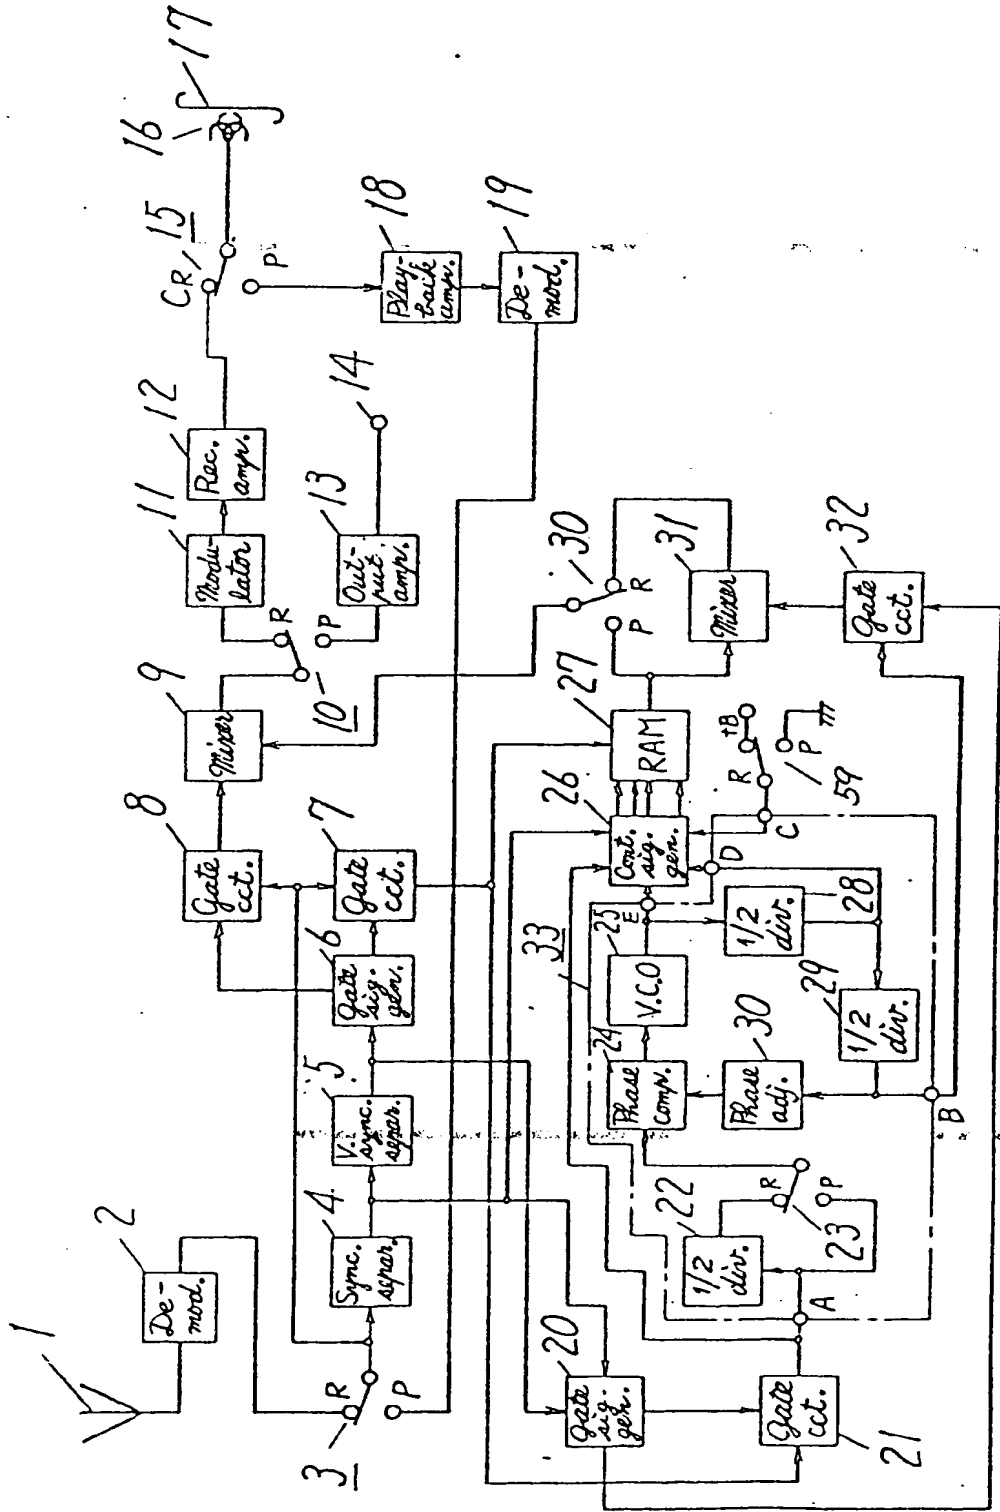 1
2
De-
mod.
3
R
P
4
Sync.
separ.
5
V.
sync.
separ.
6
Gate
sig.
gen.
7
Gate
cct.
8
Gate
cct.
9
Mixer
10
R
P
11
Modu-
lator
12
Rec.
amp.
13
Out-
put
amp.
14
CR
15
P
16
17
18
Play-
back
amp.
19
De-
mod.
20
Gate
sig.
gen.
21
Gate
cct.
A
22
1/2
div.
R
P
23
24
Phase
comp.
25
V.C.O
E
33
30
Phase
adj.
29
1/2
div.
28
1/2
div.
B
D
C
26
Cont.
sig.
gen.
27
RAM
R
+B
P
59
30
P
R
31
Mixer
32
Gate
cct.